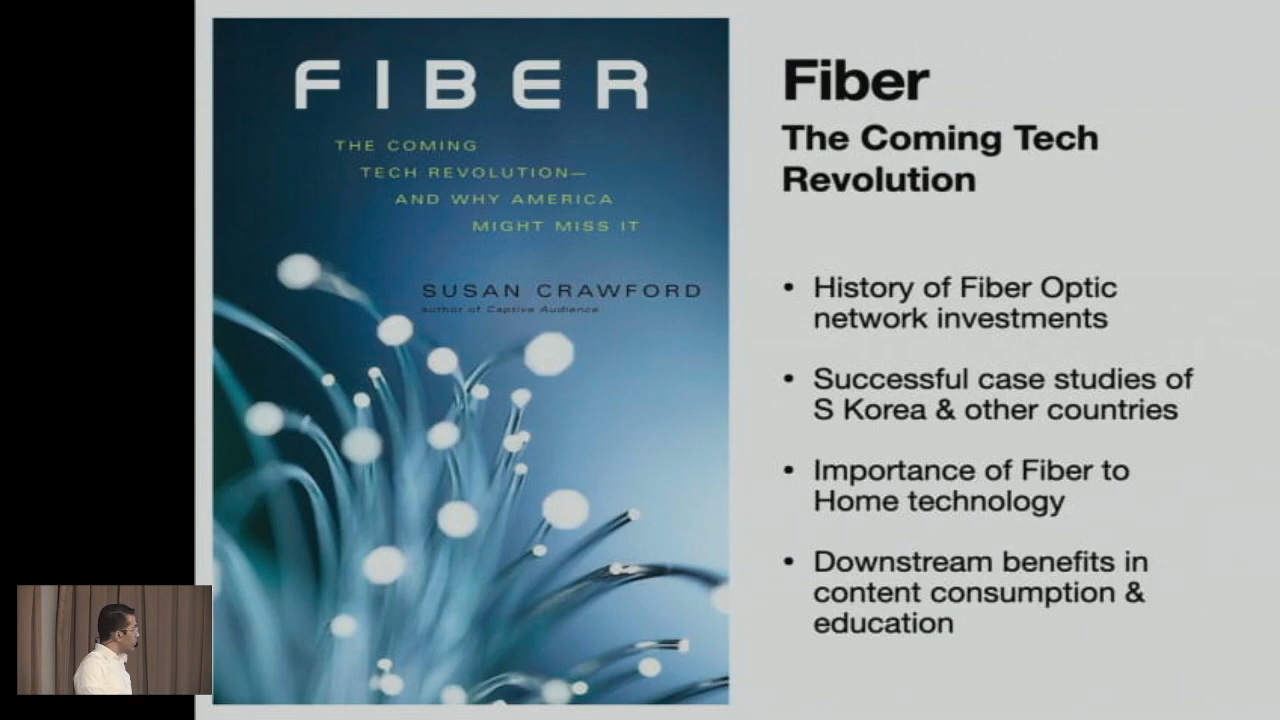 FIBER
THE COMING
TECH REVOLUTION—
AND WHY AMERICA
MIGHT MISS IT
SUSAN CRAWFORD
author of Captive Audience
Fiber
The Coming Tech
Revolution
• History of Fiber Optic
network investments
• Successful case studies of
S Korea & other countries
• Importance of Fiber to
Home technology
• Downstream benefits in
content consumption &
education